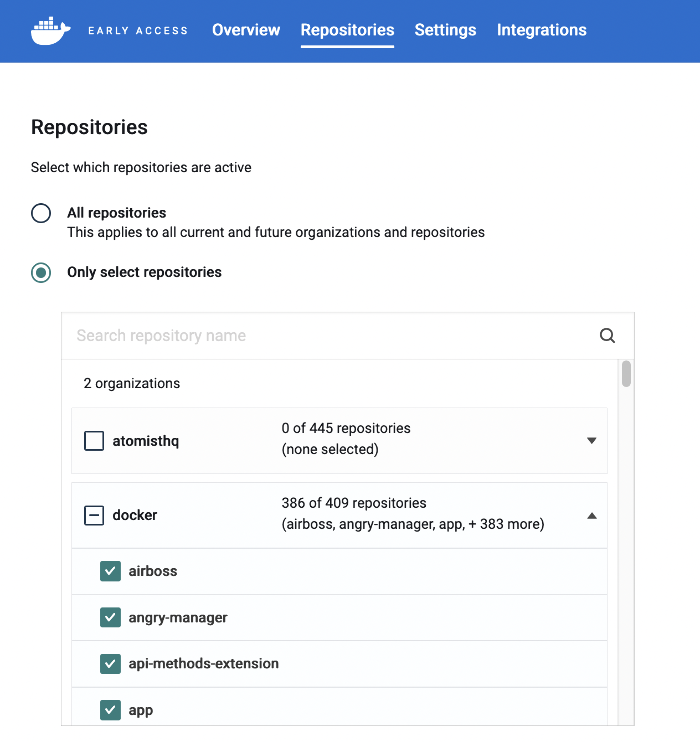 EARLY ACCESS Overview Repositories Settings Integrations
Repositories
Select which repositories are active
All repositories
This applies to all current and future organizations and repositories
Only select repositories
Search repository name
2 organizations
atomisthq
0 of 445 repositories
(none selected)
docker
386 of 409 repositories
(airboss, angry-manager, app, + 383 more)
airboss
angry-manager
api-methods-extension
app